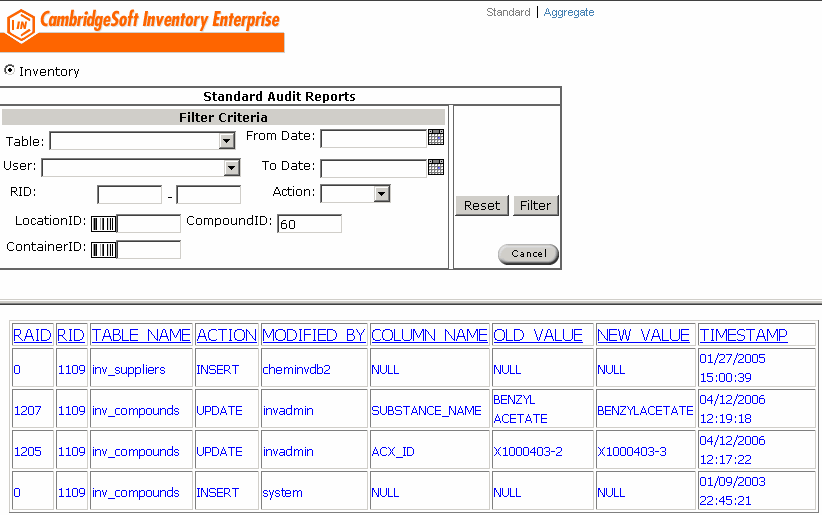 IN CambridgeSoft Inventory Enterprise
Standard | Aggregate
Inventory
Standard Audit Reports
Filter Criteria
Table: From Date:
User: To Date:
RID: - Action:
Reset Filter
LocationID: CompoundID: 60
ContainerID:
Cancel
RAID RID TABLE_NAME ACTION MODIFIED_BY COLUMN_NAME OLD_VALUE NEW_VALUE TIMESTAMP
0 1109 inv_suppliers INSERT cheminvdb2 NULL NULL NULL 01/27/2005
15:00:39
1207 1109 inv_compounds UPDATE invadmin SUBSTANCE_NAME BENZYL
ACETATE BENZYLACETATE 04/12/2006
12:19:18
1205 1109 inv_compounds UPDATE invadmin ACX_ID X1000403-2 X1000403-3 04/12/2006
12:17:22
0 1109 inv_compounds INSERT system NULL NULL NULL 01/09/2003
22:45:21